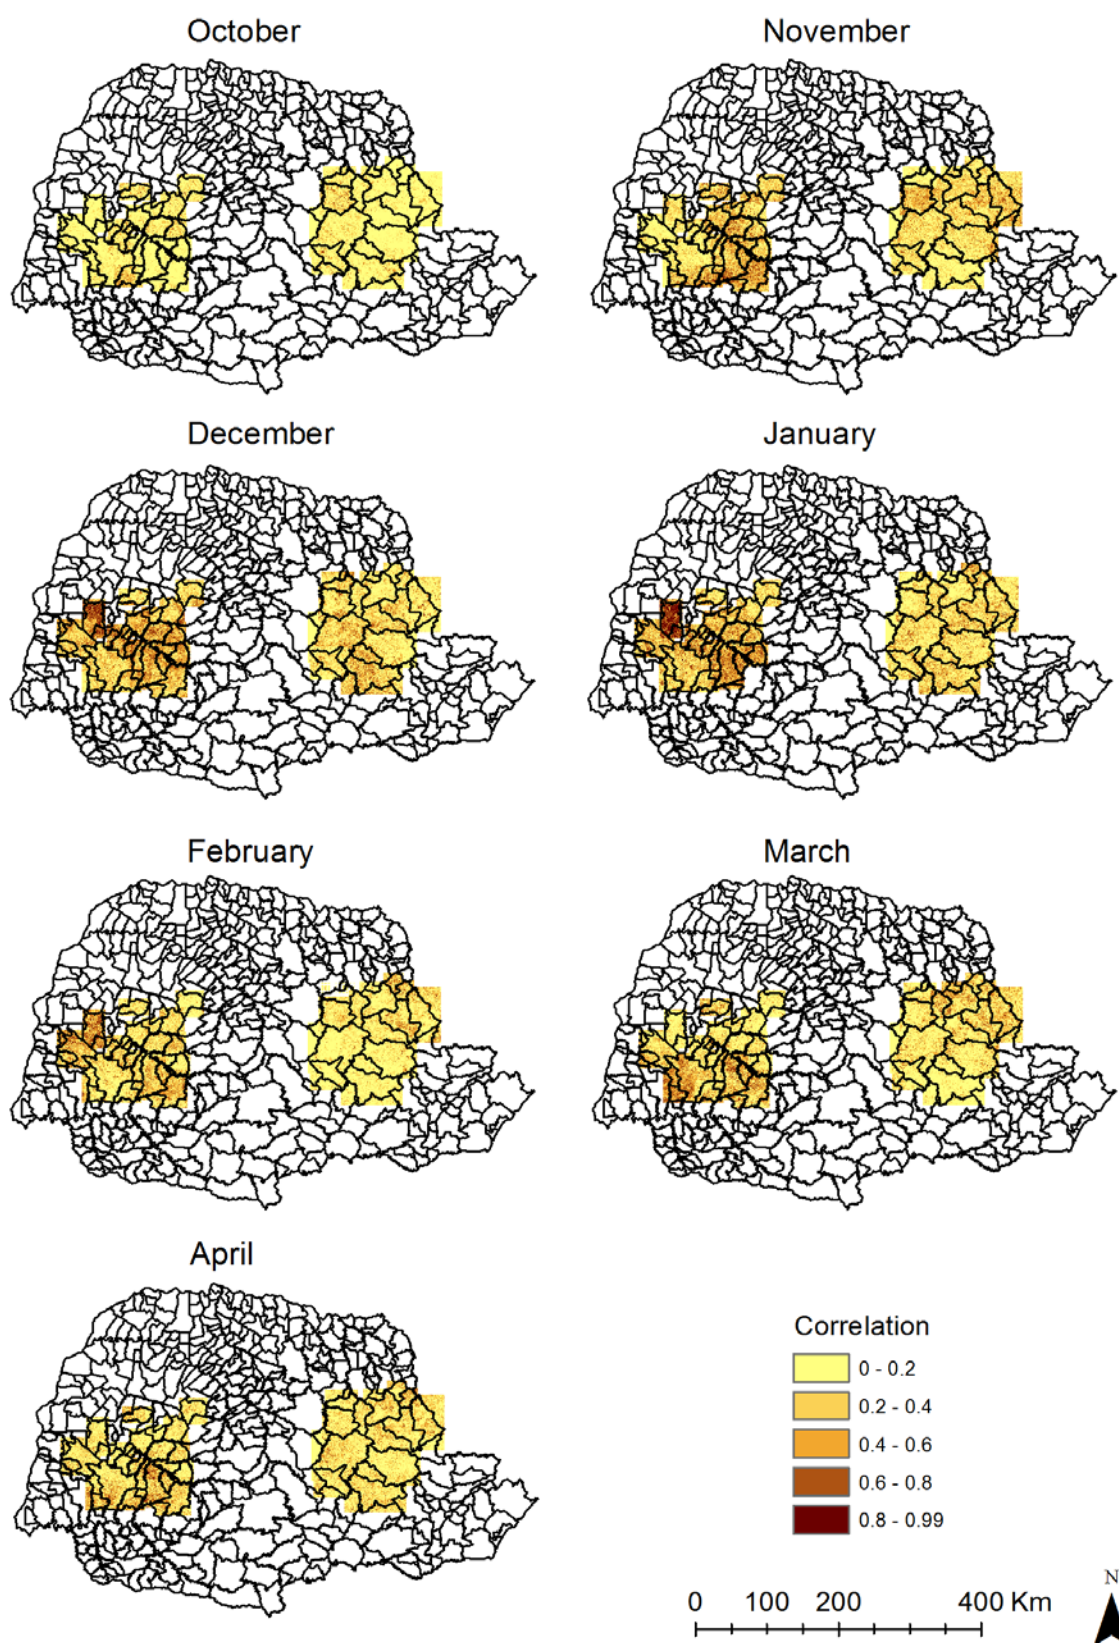 October
November
December
January
February
March
April
Correlation
0 - 0.2
0.2 - 0.4
0.4 - 0.6
0.6 - 0.8
0.8 - 0.99
N
0 100 200 400 Km